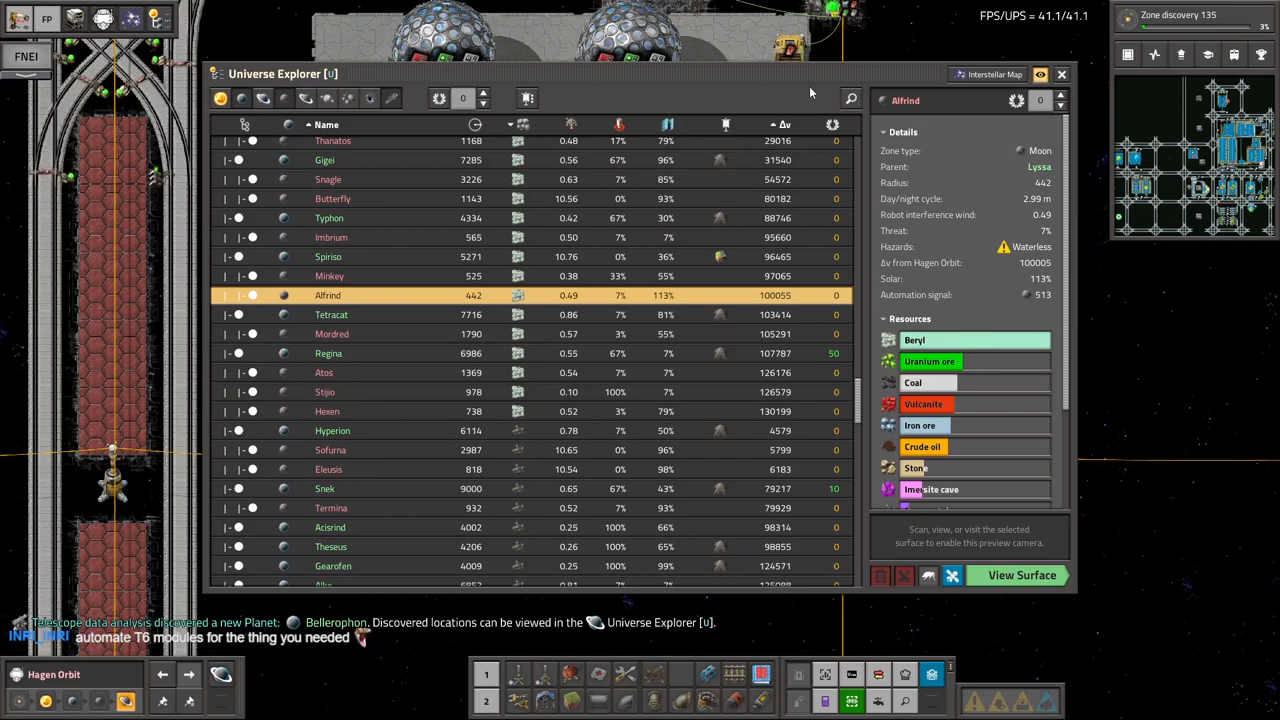 FPS/UPS = 41.1/41.1
Zone discovery 135
3%
FP
FNEI
Universe Explorer [U]
Interstellar Map
0
Name
Δv
Thanatos 1168 0.48 17% 79% 29016 0
Gigei 7285 0.56 67% 96% 31540 0
Snagle 3226 0.63 7% 85% 54572 0
Butterfly 1143 10.56 0% 93% 80182 0
Typhon 4334 0.42 67% 30% 88746 0
Imbrium 565 0.50 7% 7% 95660 0
Spiriso 5271 10.76 0% 36% 96465 0
Minkey 525 0.38 33% 55% 97065 0
Alfrind 442 0.49 7% 113% 100055 0
Tetracat 7716 0.86 7% 81% 103414 0
Mordred 1790 0.57 3% 55% 105291 0
Regina 6986 0.55 67% 7% 107787 50
Atos 1369 0.54 7% 7% 126176 0
Stijio 978 0.10 100% 7% 126579 0
Hexen 738 0.52 3% 79% 130199 0
Hyperion 6114 0.78 7% 50% 4579 0
Sofurna 2987 10.65 0% 96% 5799 0
Eleusis 818 10.54 0% 98% 6183 0
Snek 9000 0.65 67% 43% 79217 10
Termina 932 0.52 7% 93% 79929 0
Acisrind 4002 0.25 100% 66% 98314 0
Theseus 4206 0.26 100% 65% 98855 0
Gearofen 4009 0.25 100% 99% 124571 0
Alfrind
0
Details
Zone type: Moon
Parent: Lyssa
Radius: 442
Day/night cycle: 2.99 m
Robot interference wind: 0.49
Threat: 7%
Hazards: Waterless
Δv from Hagen Orbit: 100005
Solar: 113%
Automation signal: 513
Resources
Beryl
Uranium ore
Coal
Vulcanite
Iron ore
Crude oil
Stone
Imersite cave
Scan, view, or visit the selected
surface to enable this preview camera.
View Surface
Telescope data analysis discovered a new Planet: Bellerophon. Discovered locations can be viewed in the Universe Explorer [U].
INRI_INRI automate T6 modules for the thing you needed
Hagen Orbit
1
2